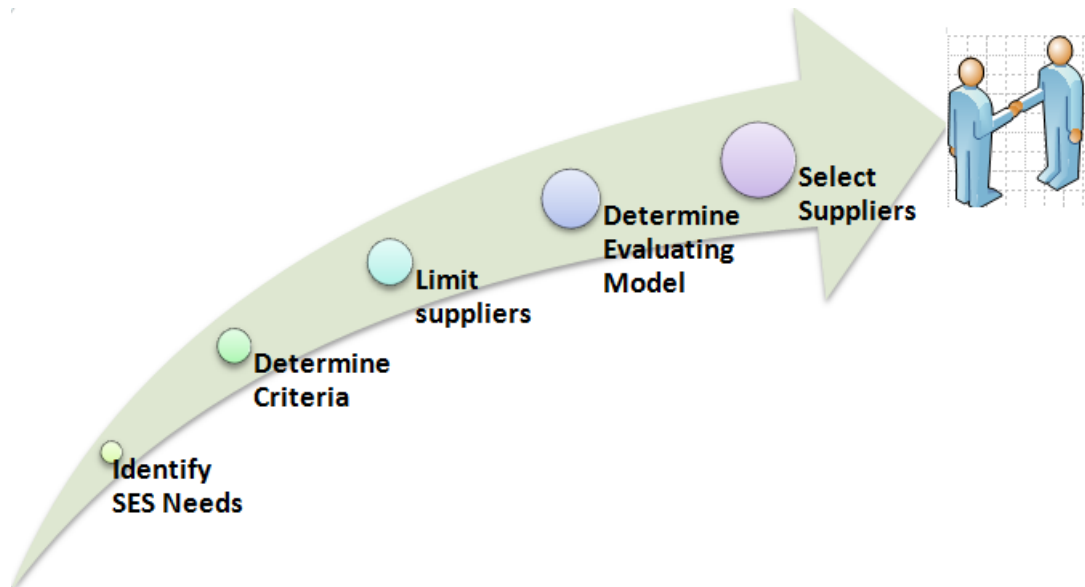 Identify
SES Needs
Determine
Criteria
Limit
suppliers
Determine
Evaluating
Model
Select
Suppliers